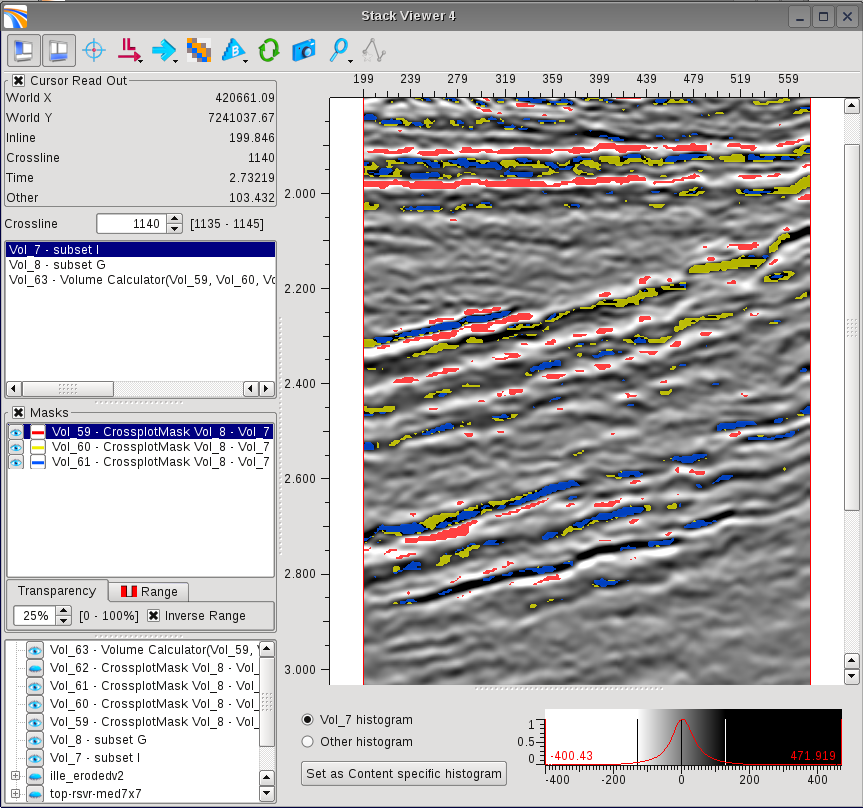 Stack Viewer 4
Cursor Read Out
World X 420661.09
World Y 7241037.67
Inline 199.846
Crossline 1140
Time 2.73219
Other 103.432
Crossline 1140 [1135 - 1145]
Vol_7 - subset I
Vol_8 - subset G
Vol_63 - Volume Calculator(Vol_59, Vol_60, Vo
Masks
Vol_59 - CrossplotMask Vol_8 - Vol_7
Vol_60 - CrossplotMask Vol_8 - Vol_7
Vol_61 - CrossplotMask Vol_8 - Vol_7
Transparency Range
25% [0 - 100%] Inverse Range
Vol_63 - Volume Calculator(Vol_59, V
Vol_62 - CrossplotMask Vol_8 - Vol_
Vol_61 - CrossplotMask Vol_8 - Vol_
Vol_60 - CrossplotMask Vol_8 - Vol_
Vol_59 - CrossplotMask Vol_8 - Vol_
Vol_8 - subset G
Vol_7 - subset I
ille_erodedv2
top-rsvr-med7x7
199 239 279 319 359 399 439 479 519 559
2.000
2.200
2.400
2.600
2.800
3.000
Vol_7 histogram
Other histogram
Set as Content specific histogram
1
0.5
0
-400.43 471.919
-400 -200 0 200 400